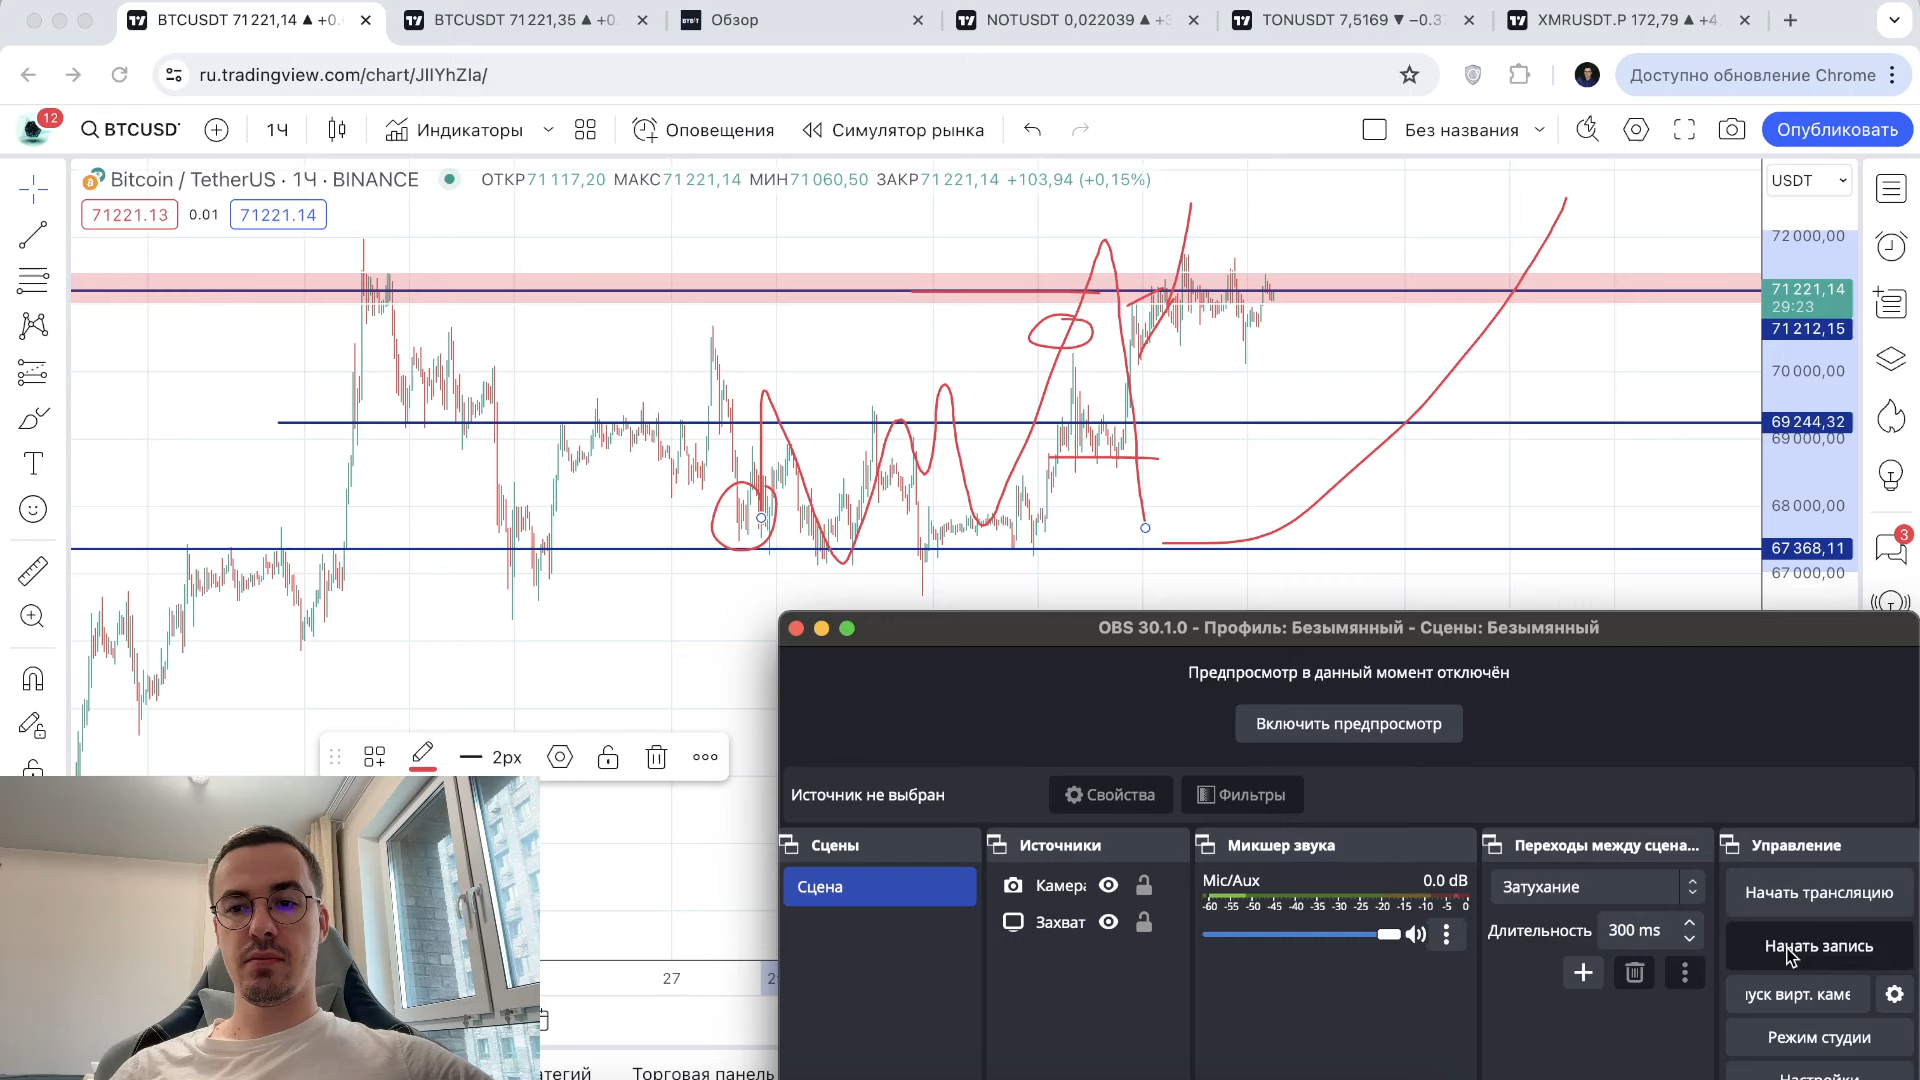 BTCUSDT 71 221,14 ▲ +0.
BTCUSDT 71 221,35 ▲ +0.
BYBIT
Обзор
NOTUSDT 0,022039 ▲ +3
TONUSDT 7,5169 ▼ −0.37
XMRUSDT.P 172,79 ▲ +4
ru.tradingview.com/chart/JIlYhZIa/
Доступно обновление Chrome
12
BTCUSD
1Ч
Индикаторы
Оповещения
Симулятор рынка
Без названия
Опубликовать
Bitcoin / TetherUS · 1Ч · BINANCE
ОТКР71 117,20 МАКС71 221,14 МИН71 060,50 ЗАКР71 221,14 +103,94 (+0,15%)
USDT
71221.13
0.01
71221.14
72 000,00
71 221,14
29:23
71 212,15
70 000,00
69 244,32
69 000,00
68 000,00
67 368,11
67 000,00
3
2px
27
2
атегий
Торговая панель
OBS 30.1.0 - Профиль: Безымянный - Сцены: Безымянный
Предпросмотр в данный момент отключён
Включить предпросмотр
Источник не выбран
Свойства
Фильтры
Сцены
Источники
Микшер звука
Переходы между сцена...
Управление
Сцена
Камера
Захват
Mic/Aux
0.0 dB
-60 -55 -50 -45 -40 -35 -30 -25 -20 -15 -10 -5 0
Затухание
Длительность
300 ms
Начать трансляцию
Начать запись
уск вирт. каме
Режим студии
Настройки